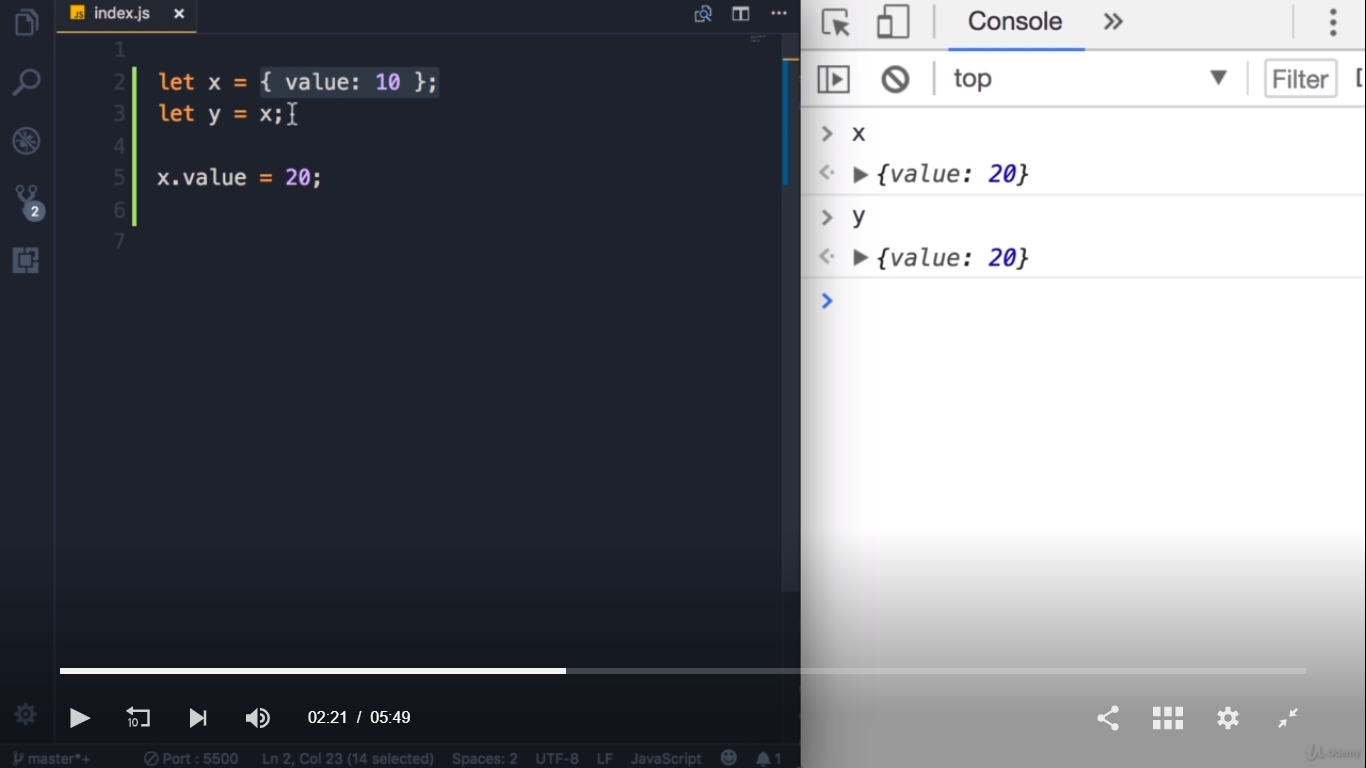 index.js
Console
top
Filter
1
2 let x = { value: 10 };
3 let y = x;
4
5 x.value = 20;
6
7
2
x
{value: 20}
y
{value: 20}
10
02:21 / 05:49
master*+
Port : 5500
Ln 2, Col 23 (14 selected)
Spaces: 2
UTF-8
LF
JavaScript
1
Udemy